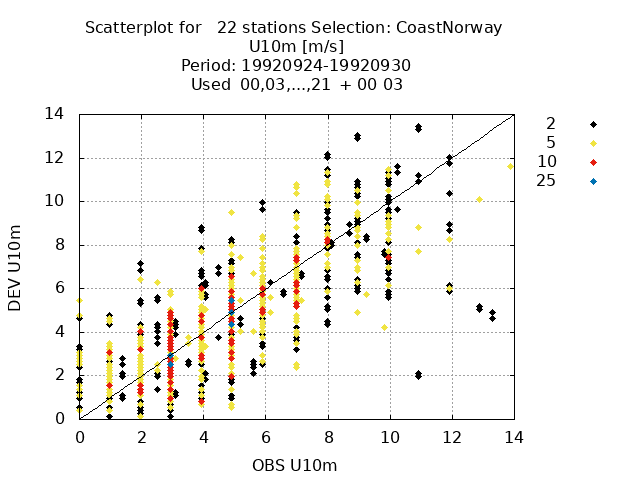 Scatterplot for   22 stations Selection: CoastNorway
U10m [m/s]
Period: 19920924-19920930
Used  00,03,...,21  + 00 03
2
5
10
25
DEV U10m
14
12
10
8
6
4
2
0
0 2 4 6 8 10 12 14
OBS U10m